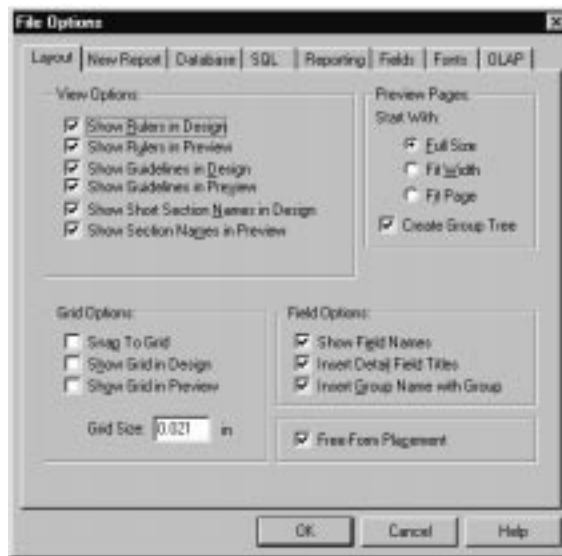 File Options
Layout New Report Database SQL Reporting Fields Fonts OLAP
View Options:
Show Rulers in Design
Show Rulers in Preview
Show Guidelines in Design
Show Guidelines in Preview
Show Short Section Names in Design
Show Section Names in Preview
Preview Pages:
Start With:
Full Size
Fit Width
Fit Page
Create Group Tree
Grid Options:
Snap To Grid
Show Grid in Design
Show Grid in Preview
Grid Size: 0.021 in
Field Options:
Show Field Names
Insert Detail Field Titles
Insert Group Name with Group
Free-Form Placement
OK Cancel Help